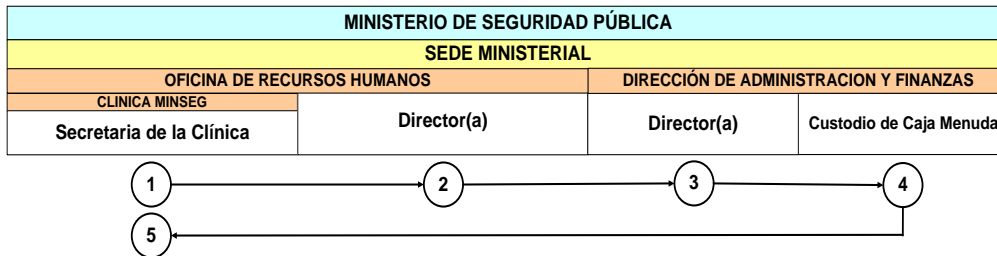 MINISTERIO DE SEGURIDAD PÚBLICA
SEDE MINISTERIAL
OFICINA DE RECURSOS HUMANOS
DIRECCIÓN DE ADMINISTRACION Y FINANZAS
CLINICA MINSEG
Secretaria de la Clínica
Director(a)
Director(a)
Custodio de Caja Menuda
1
2
3
4
5